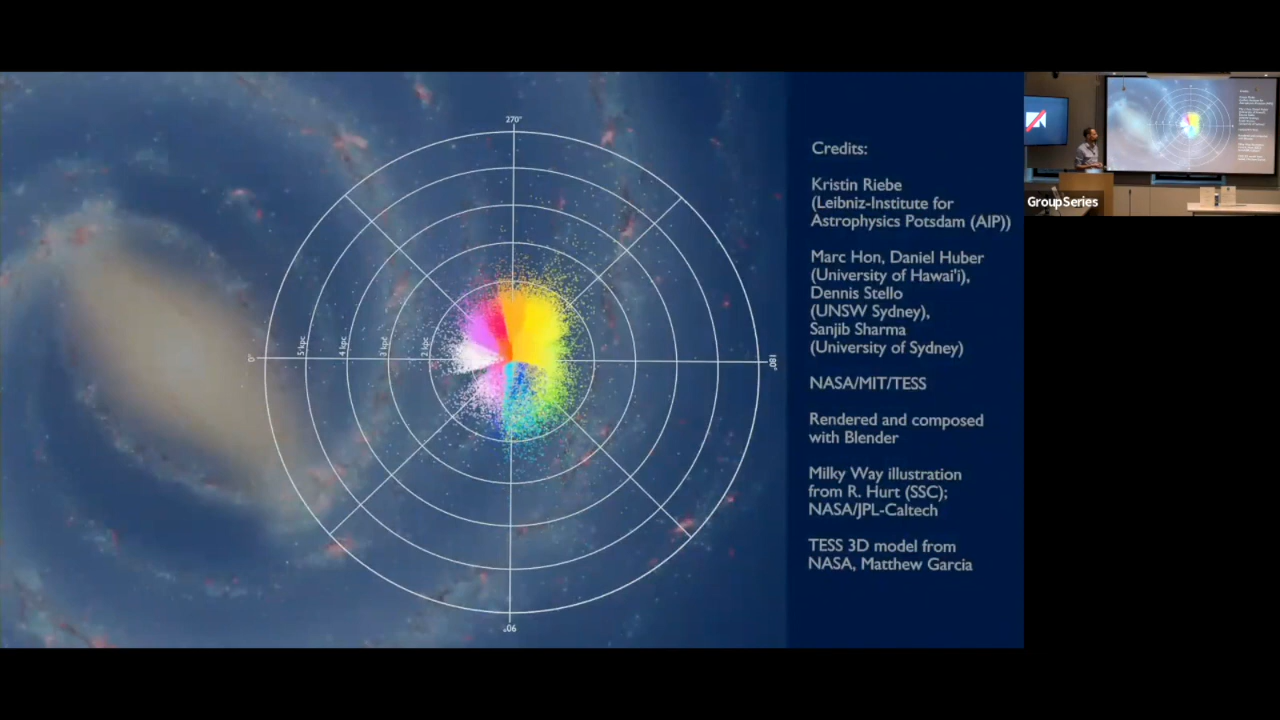 270°
0°
5 kpc
4 kpc
3 kpc
2 kpc
180°
90°
Credits:
Kristin Riebe
(Leibniz-Institute for
Astrophysics Potsdam (AIP))
Marc Hon, Daniel Huber
(University of Hawai'i),
Dennis Stello
(UNSW Sydney),
Sanjib Sharma
(University of Sydney)
NASA/MIT/TESS
Rendered and composed
with Blender
Milky Way illustration
from R. Hurt (SSC);
NASA/JPL-Caltech
TESS 3D model from
NASA, Matthew Garcia
Group Series